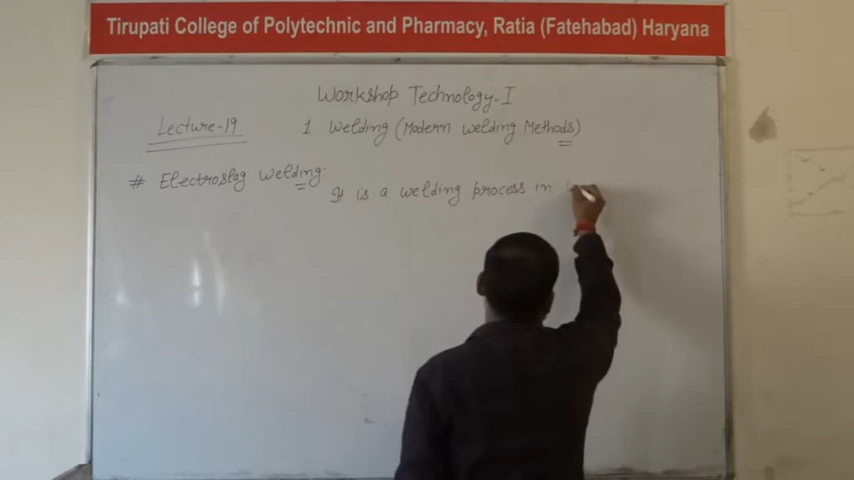 Tirupati College of Polytechnic and Pharmacy, Ratia (Fatehabad) Haryana
Workshop Technology-I
Lecture-19
1 Welding (Modern welding Methods)
# Electroslag welding:
It is a welding process in